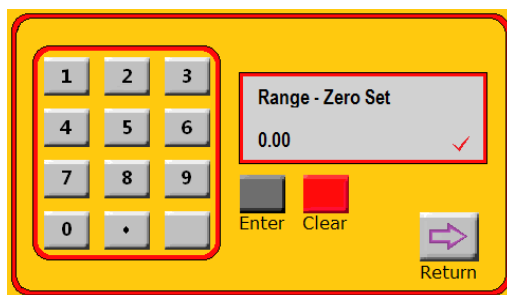 1 2 3
4 5 6
7 8 9
0 •
Range - Zero Set
0.00
Enter Clear
Return